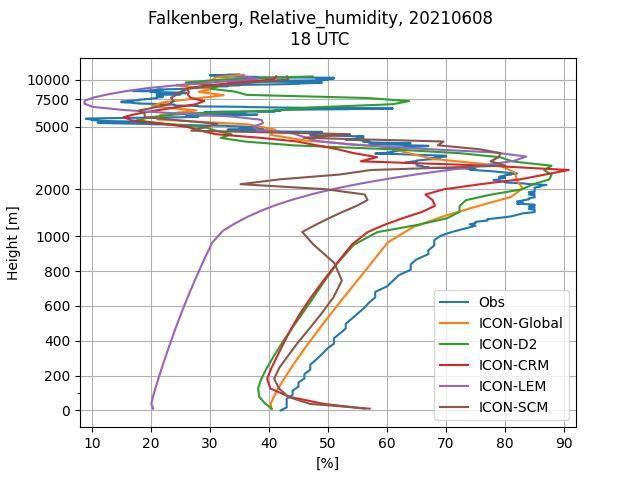 Falkenberg, Relative_humidity, 20210608
18 UTC
Height [m]
10000
7500
5000
2000
1000
800
600
400
200
0
Obs
ICON-Global
ICON-D2
ICON-CRM
ICON-LEM
ICON-SCM
10 20 30 40 50 60 70 80 90
[%]